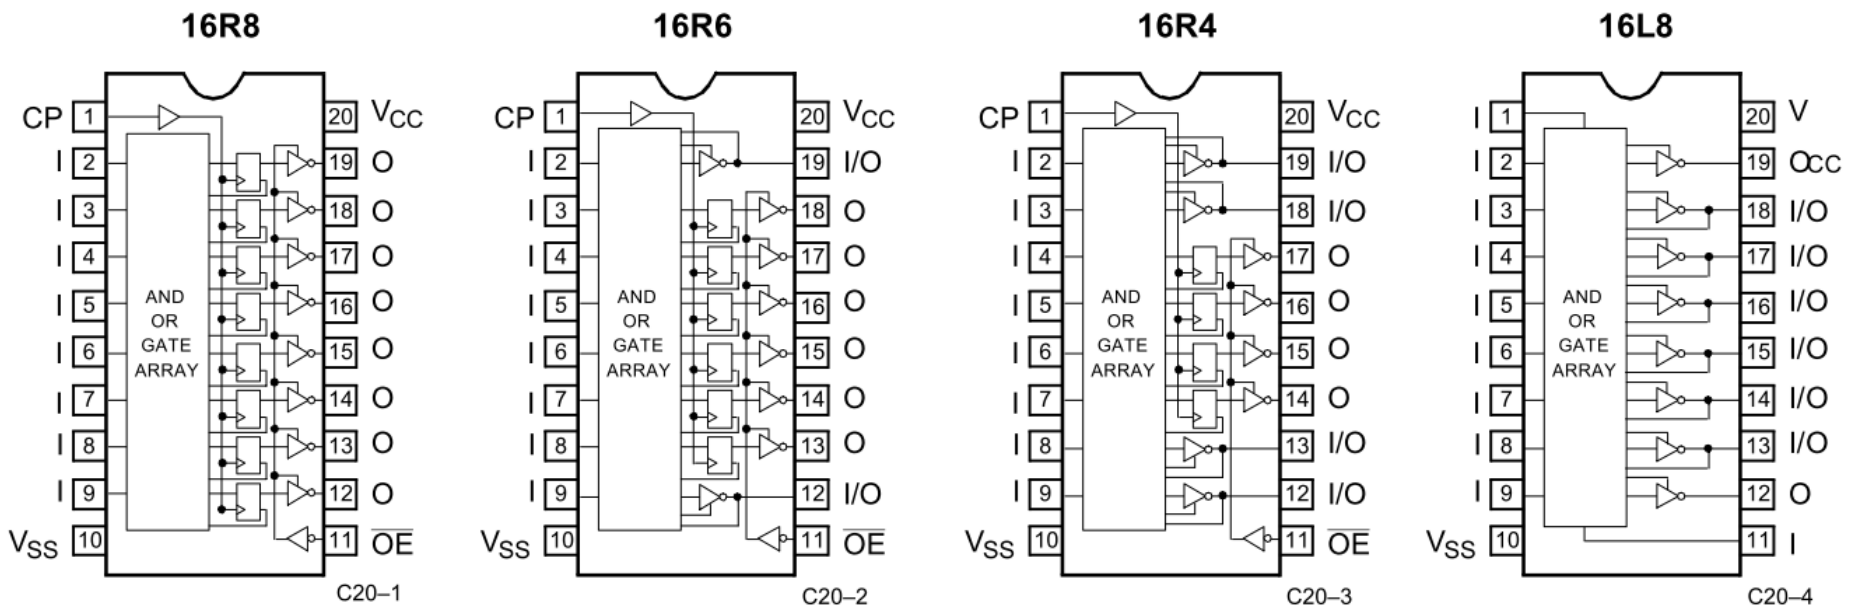 16R8 16R6 16R4 16L8
CP 1 20 VCC CP 1 20 VCC CP 1 20 VCC I 1 20 V
I 2 19 O I 2 19 I/O I 2 19 I/O I 2 19 OCC
I 3 18 O I 3 18 O I 3 18 I/O I 3 18 I/O
I 4 17 O I 4 17 O I 4 17 O I 4 17 I/O
I 5 16 O I 5 16 O I 5 16 O I 5 16 I/O
I 6 15 O I 6 15 O I 6 15 O I 6 15 I/O
I 7 14 O I 7 14 O I 7 14 O I 7 14 I/O
I 8 13 O I 8 13 O I 8 13 I/O I 8 13 I/O
I 9 12 O I 9 12 I/O I 9 12 I/O I 9 12 O
VSS 10 11 OE VSS 10 11 OE VSS 10 11 OE VSS 10 11 I
AND AND AND AND
OR OR OR OR
GATE GATE GATE GATE
ARRAY ARRAY ARRAY ARRAY
C20–1 C20–2 C20–3 C20–4